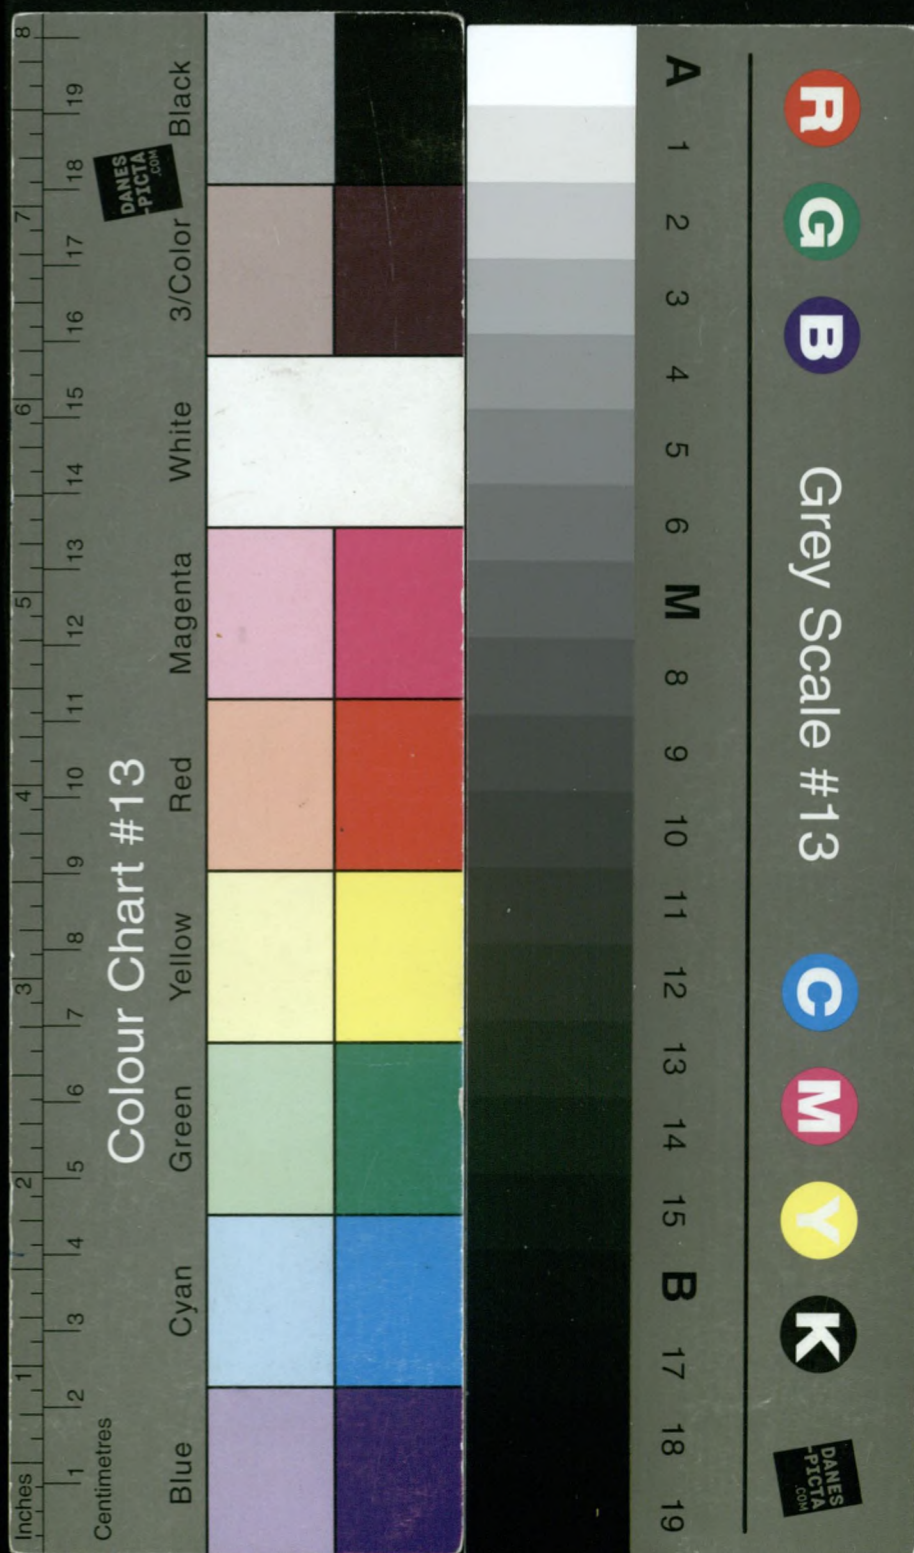 Inches 1 2 3 4 5 6 7 8
Centimetres 1 2 3 4 5 6 7 8 9 10 11 12 13 14 15 16 17 18 19
Colour Chart #13
DANES
-PICTA
.COM
Blue Cyan Green Yellow Red Magenta White 3/Color Black
A 1 2 3 4 5 6 M 8 9 10 11 12 13 14 15 B 17 18 19
R G B Grey Scale #13 C M Y K
DANES
-PICTA
.COM